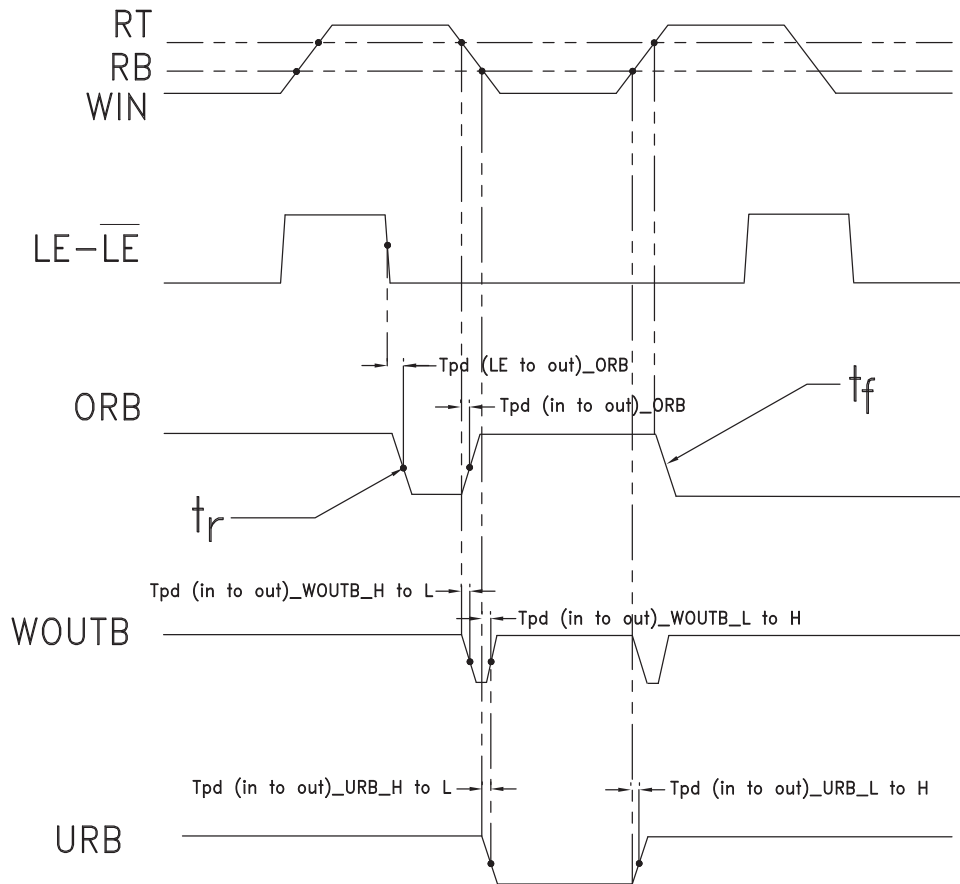 RT
RB
WIN
LE–L̅E̅
Tpd (LE to out)_ORB
ORB
Tpd (in to out)_ORB
tf
tr
Tpd (in to out)_WOUTB_H to L
WOUTB
Tpd (in to out)_WOUTB_L to H
Tpd (in to out)_URB_H to L
Tpd (in to out)_URB_L to H
URB